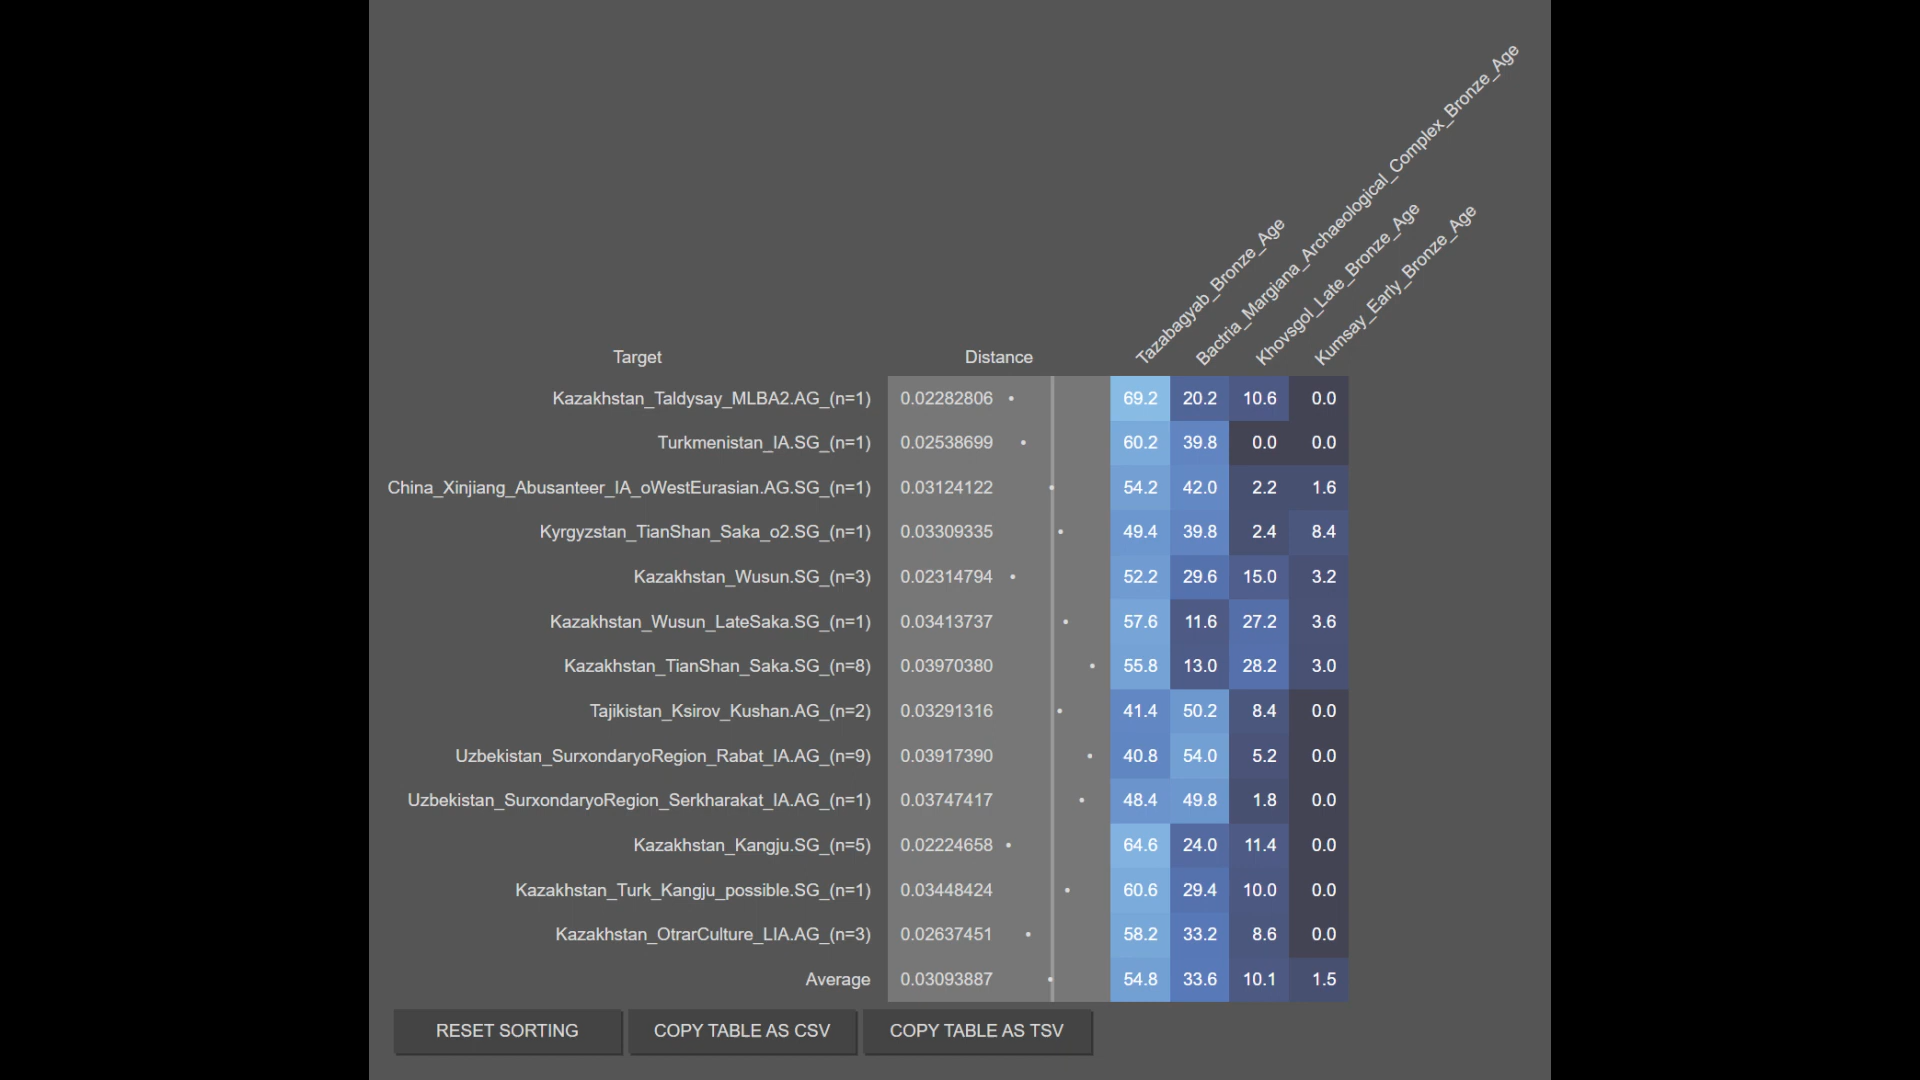 Tazabagyab_Bronze_Age
Bactria_Margiana_Archaeological_Complex_Bronze_Age
Khovsgol_Late_Bronze_Age
Kumsay_Early_Bronze_Age
Target Distance
Kazakhstan_Taldysay_MLBA2.AG_(n=1) 0.02282806 69.2 20.2 10.6 0.0
Turkmenistan_IA.SG_(n=1) 0.02538699 60.2 39.8 0.0 0.0
China_Xinjiang_Abusanteer_IA_oWestEurasian.AG.SG_(n=1) 0.03124122 54.2 42.0 2.2 1.6
Kyrgyzstan_TianShan_Saka_o2.SG_(n=1) 0.03309335 49.4 39.8 2.4 8.4
Kazakhstan_Wusun.SG_(n=3) 0.02314794 52.2 29.6 15.0 3.2
Kazakhstan_Wusun_LateSaka.SG_(n=1) 0.03413737 57.6 11.6 27.2 3.6
Kazakhstan_TianShan_Saka.SG_(n=8) 0.03970380 55.8 13.0 28.2 3.0
Tajikistan_Ksirov_Kushan.AG_(n=2) 0.03291316 41.4 50.2 8.4 0.0
Uzbekistan_SurxondaryoRegion_Rabat_IA.AG_(n=9) 0.03917390 40.8 54.0 5.2 0.0
Uzbekistan_SurxondaryoRegion_Serkharakat_IA.AG_(n=1) 0.03747417 48.4 49.8 1.8 0.0
Kazakhstan_Kangju.SG_(n=5) 0.02224658 64.6 24.0 11.4 0.0
Kazakhstan_Turk_Kangju_possible.SG_(n=1) 0.03448424 60.6 29.4 10.0 0.0
Kazakhstan_OtrarCulture_LIA.AG_(n=3) 0.02637451 58.2 33.2 8.6 0.0
Average 0.03093887 54.8 33.6 10.1 1.5
RESET SORTING COPY TABLE AS CSV COPY TABLE AS TSV